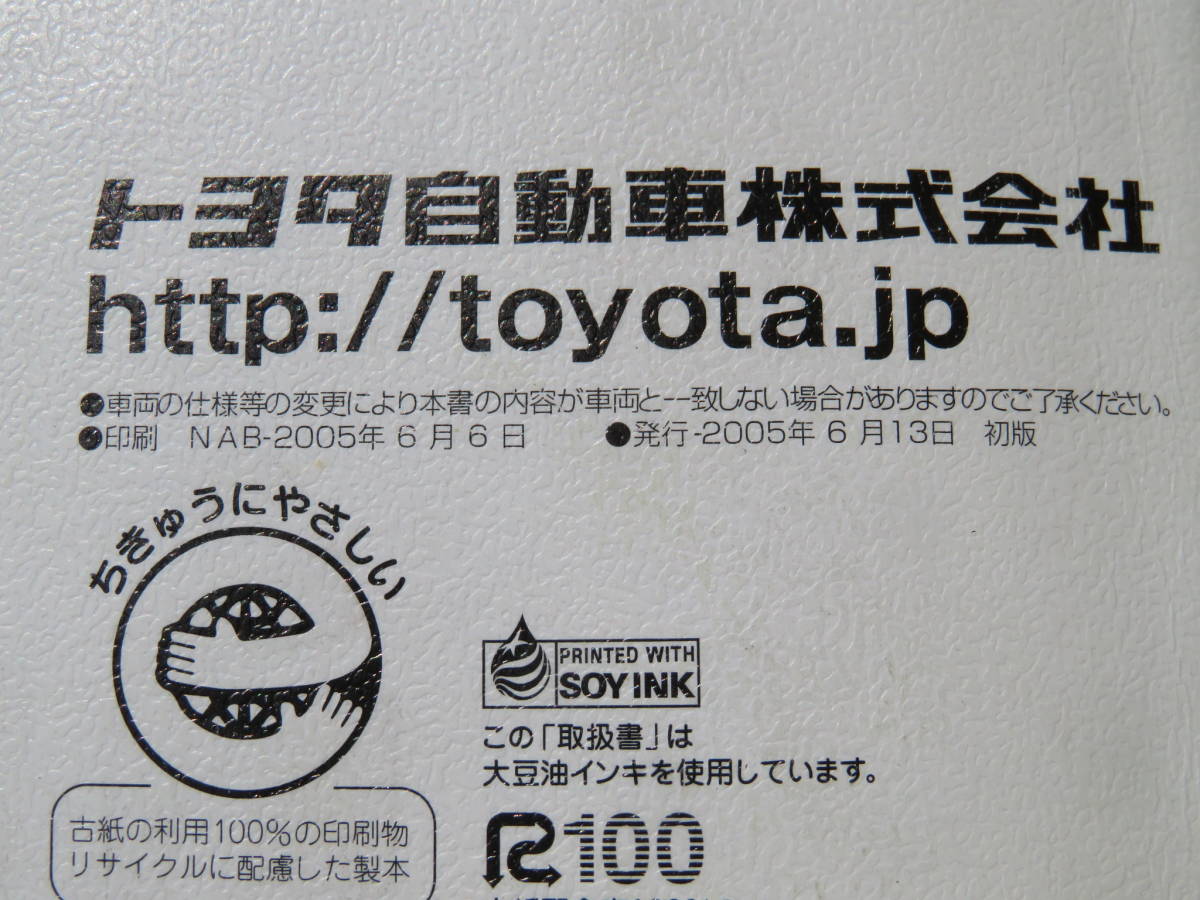 トヨタ自動車株式会社
http://toyota.jp
●車両の仕様等の変更により本書の内容が車両と一致しない場合がありますのでご了承ください。
●印刷　NAB-2005年 6 月 6 日　●発行-2005年 6 月13日　初版
ちきゅうにやさしい
PRINTED WITH
SOY INK
この「取扱書」は
大豆油インキを使用しています。
古紙の利用100%の印刷物
リサイクルに配慮した製本
R100